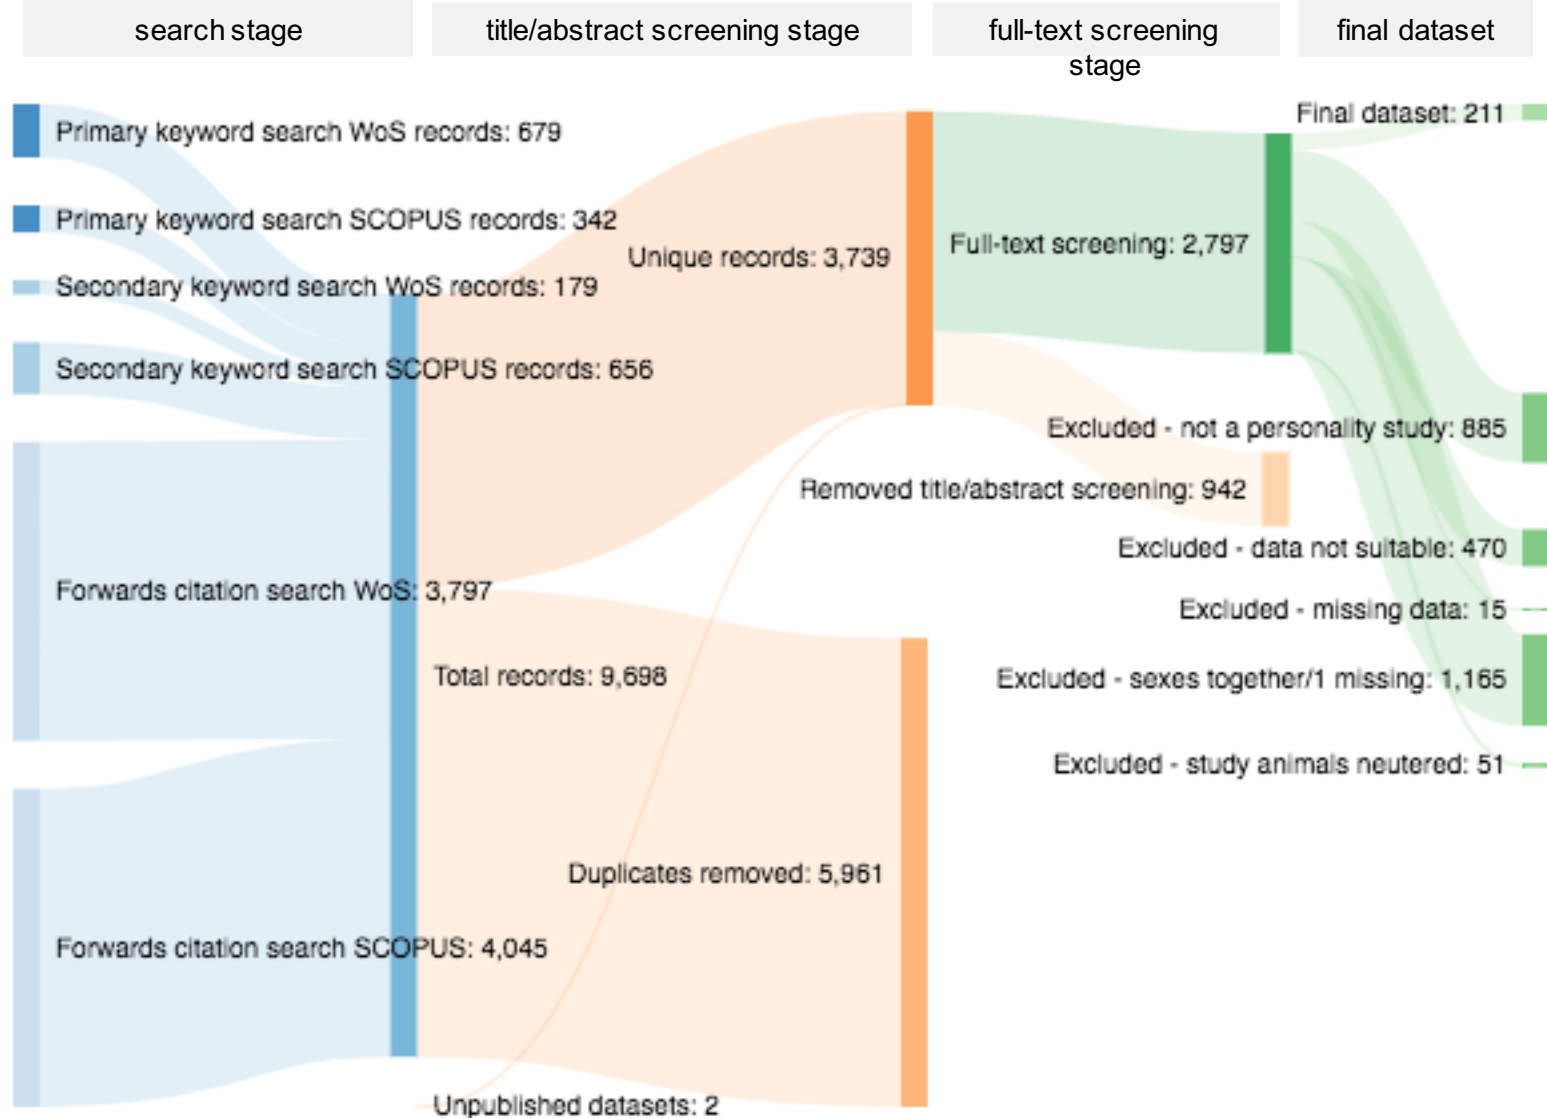 search stage
title/abstract screening stage
full-text screening
stage
final dataset
Primary keyword search WoS records: 679
Primary keyword search SCOPUS records: 342
Secondary keyword search WoS records: 179
Secondary keyword search SCOPUS records: 656
Forwards citation search WoS: 3,797
Forwards citation search SCOPUS: 4,045
Total records: 9,698
Unpublished datasets: 2
Unique records: 3,739
Duplicates removed: 5,961
Full-text screening: 2,797
Removed title/abstract screening: 942
Final dataset: 211
Excluded - not a personality study: 885
Excluded - data not suitable: 470
Excluded - missing data: 15
Excluded - sexes together/1 missing: 1,165
Excluded - study animals neutered: 51